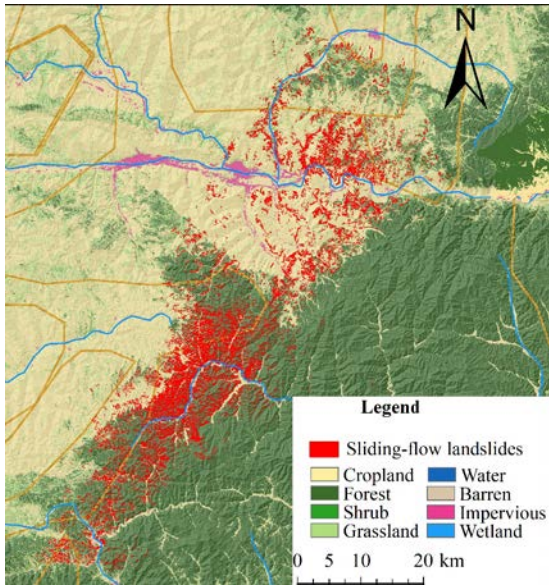 N
Legend
Sliding-flow landslides
Cropland Water
Forest Barren
Shrub Impervious
Grassland Wetland
0 5 10 20 km